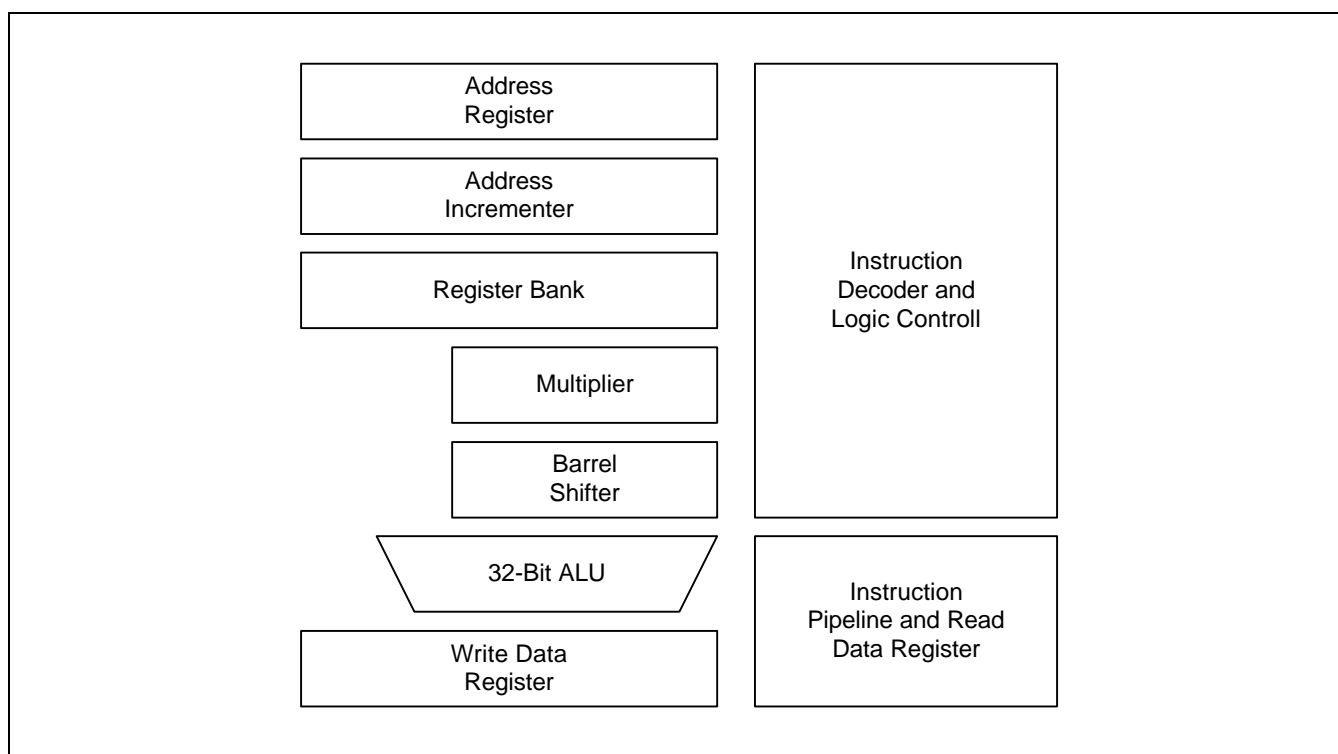 Address
Register
Address
Incrementer
Register Bank
Multiplier
Barrel
Shifter
32-Bit ALU
Write Data
Register
Instruction
Decoder and
Logic Controll
Instruction
Pipeline and Read
Data Register